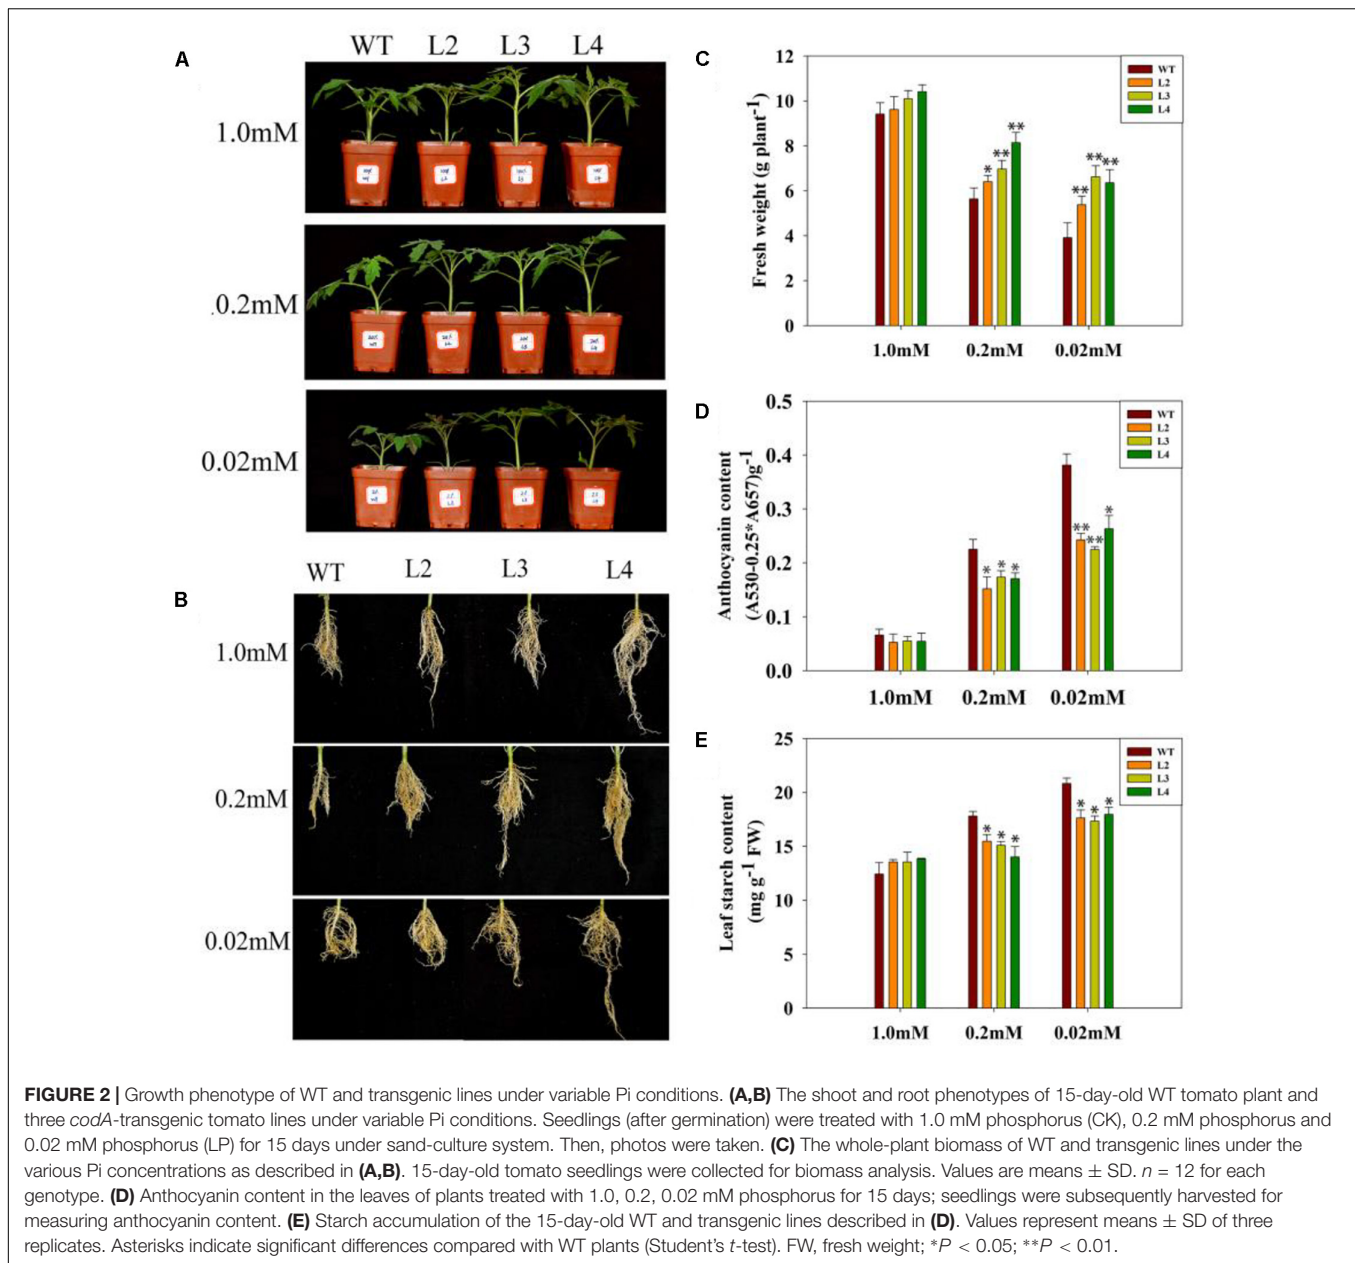 A
WT L2 L3 L4
1.0mM
0.2mM
0.02mM
B
WT L2 L3 L4
1.0mM
0.2mM
0.02mM
C
Fresh weight (g plant-1)
12
10
8
6
4
2
0
WT
L2
L3
L4
* ** **
** ** **
1.0mM 0.2mM 0.02mM
D
Anthocyanin content
(A530-0.25*A657)g-1
0.5
0.4
0.3
0.2
0.1
0.0
WT
L2
L3
L4
* * *
** ** *
1.0mM 0.2mM 0.02mM
E
Leaf starch content
(mg g-1 FW)
25
20
15
10
5
0
WT
L2
L3
L4
* * *
* * *
1.0mM 0.2mM 0.02mM
FIGURE 2 | Growth phenotype of WT and transgenic lines under variable Pi conditions. (A,B) The shoot and root phenotypes of 15-day-old WT tomato plant and
three codA-transgenic tomato lines under variable Pi conditions. Seedlings (after germination) were treated with 1.0 mM phosphorus (CK), 0.2 mM phosphorus and
0.02 mM phosphorus (LP) for 15 days under sand-culture system. Then, photos were taken. (C) The whole-plant biomass of WT and transgenic lines under the
various Pi concentrations as described in (A,B). 15-day-old tomato seedlings were collected for biomass analysis. Values are means ± SD. n = 12 for each
genotype. (D) Anthocyanin content in the leaves of plants treated with 1.0, 0.2, 0.02 mM phosphorus for 15 days; seedlings were subsequently harvested for
measuring anthocyanin content. (E) Starch accumulation of the 15-day-old WT and transgenic lines described in (D). Values represent means ± SD of three
replicates. Asterisks indicate significant differences compared with WT plants (Student's t-test). FW, fresh weight; *P < 0.05; **P < 0.01.